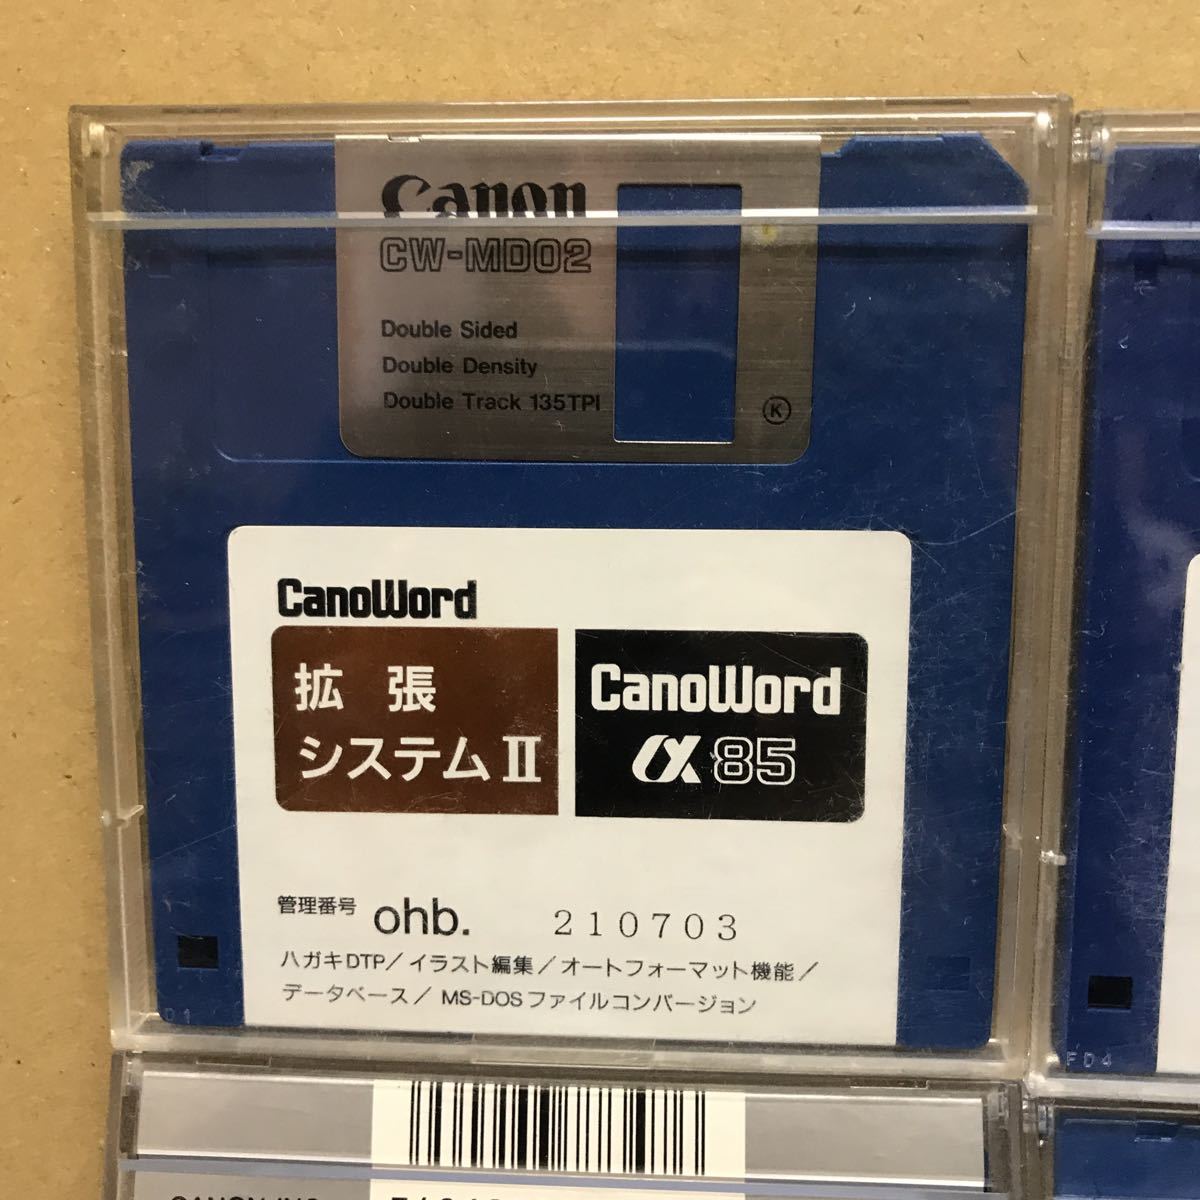 Canon
CW-MD02
Double Sided
Double Density
Double Track 135TPI
K
CanoWord
拡張
システムII
CanoWord
α85
管理番号 ohb. 210703
ハガキDTP/イラスト編集/オートフォーマット機能/
データベース/MS-DOSファイルコンバージョン
FD4
CANON INC